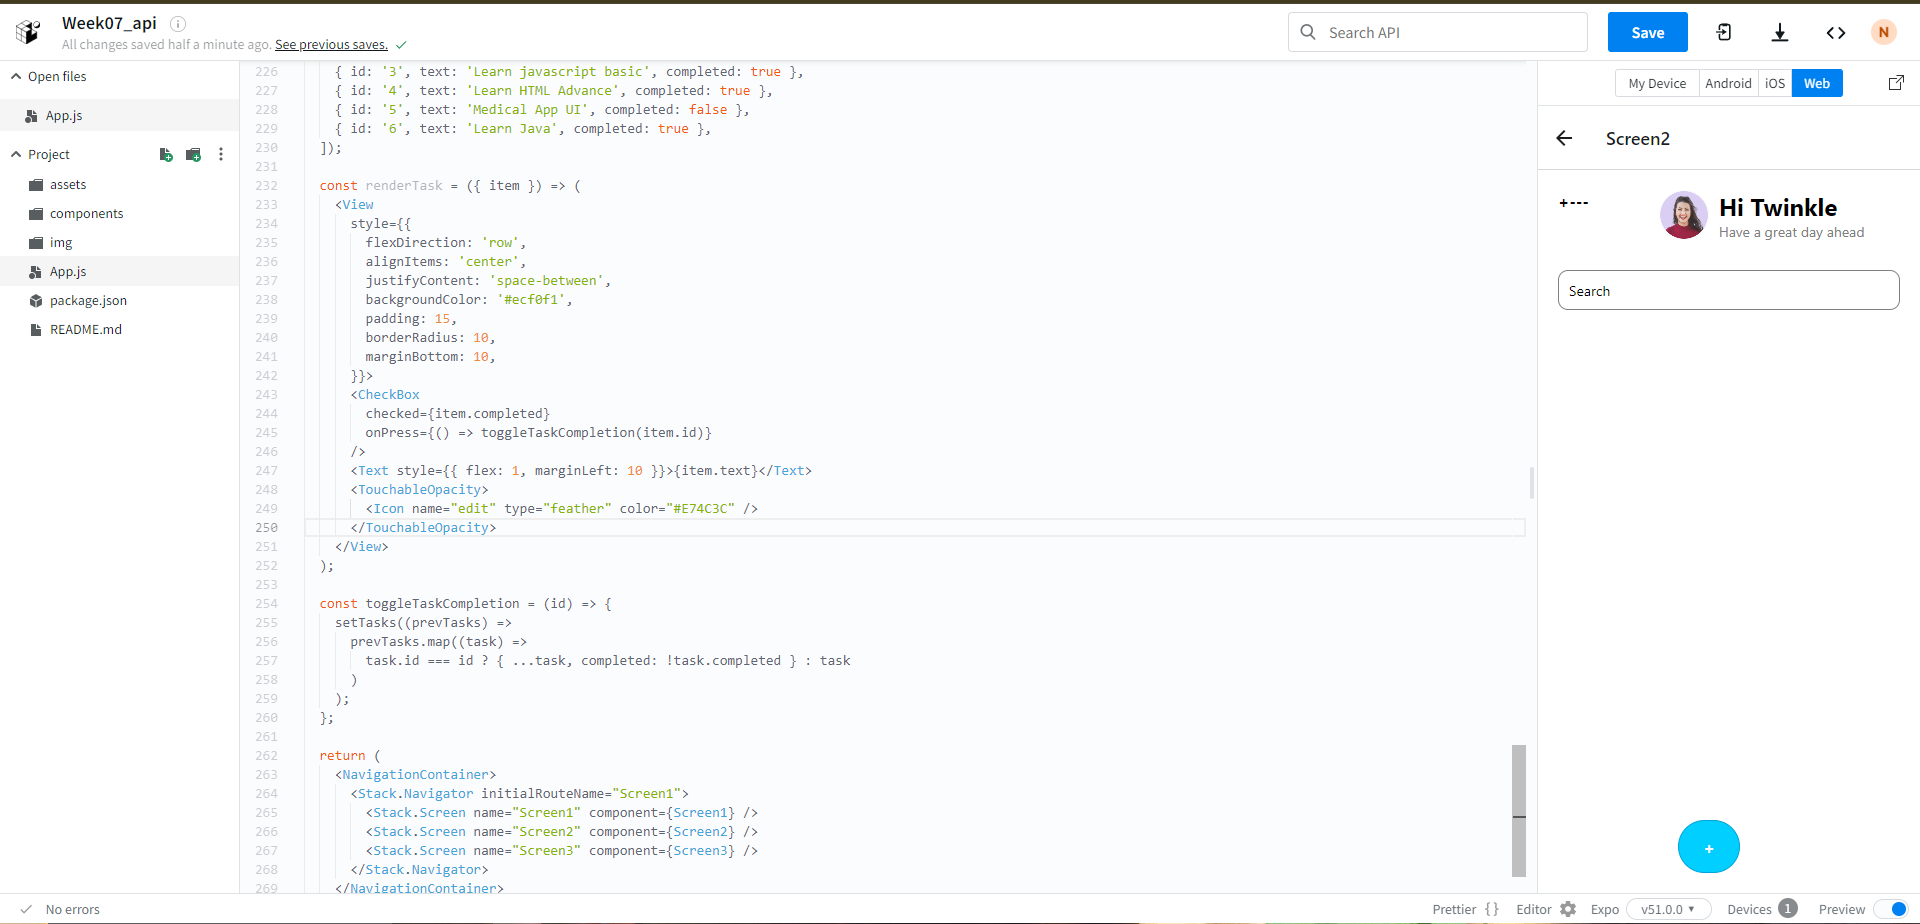 Week07_api
All changes saved half a minute ago. See previous saves.
Search API
Save
N
Open files
App.js
Project
assets
components
img
App.js
package.json
README.md
226 { id: '3', text: 'Learn javascript basic', completed: true },
227 { id: '4', text: 'Learn HTML Advance', completed: true },
228 { id: '5', text: 'Medical App UI', completed: false },
229 { id: '6', text: 'Learn Java', completed: true },
230 ]);
231
232 const renderTask = ({ item }) => (
233 <View
234 style={{
235 flexDirection: 'row',
236 alignItems: 'center',
237 justifyContent: 'space-between',
238 backgroundColor: '#ecf0f1',
239 padding: 15,
240 borderRadius: 10,
241 marginBottom: 10,
242 }}>
243 <CheckBox
244 checked={item.completed}
245 onPress={() => toggleTaskCompletion(item.id)}
246 />
247 <Text style={{ flex: 1, marginLeft: 10 }}>{item.text}</Text>
248 <TouchableOpacity>
249 <Icon name="edit" type="feather" color="#E74C3C" />
250 </TouchableOpacity>
251 </View>
252 );
253
254 const toggleTaskCompletion = (id) => {
255 setTasks((prevTasks) =>
256 prevTasks.map((task) =>
257 task.id === id ? { ...task, completed: !task.completed } : task
258 )
259 );
260 };
261
262 return (
263 <NavigationContainer>
264 <Stack.Navigator initialRouteName="Screen1">
265 <Stack.Screen name="Screen1" component={Screen1} />
266 <Stack.Screen name="Screen2" component={Screen2} />
267 <Stack.Screen name="Screen3" component={Screen3} />
268 </Stack.Navigator>
269 </NavigationContainer>
My Device Android iOS Web
Screen2
+---
Hi Twinkle
Have a great day ahead
Search
+
No errors
Prettier {} Editor Expo v51.0.0 Devices 1 Preview